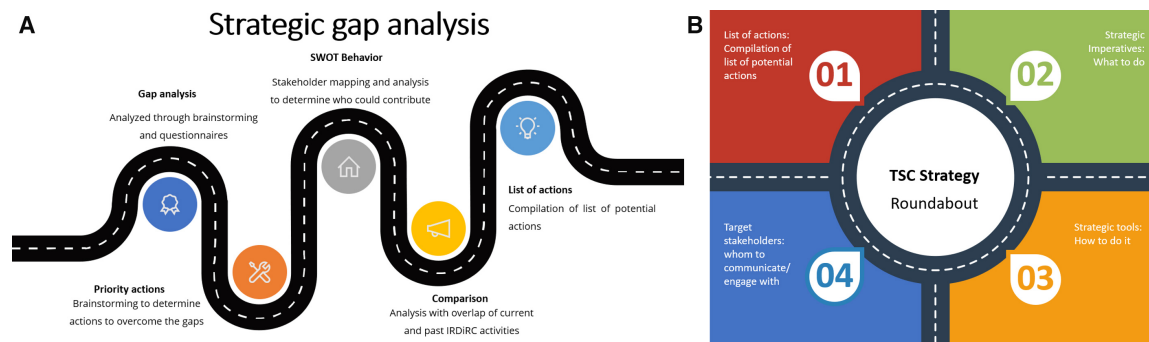 A
Strategic gap analysis
SWOT Behavior
Stakeholder mapping and analysis
to determine who could contribute
Gap analysis
Analyzed through brainstorming
and questionnaires
Priority actions
Brainstorming to determine
actions to overcome the gaps
Comparison
Analysis with overlap of current
and past IRDiRC activities
List of actions
Compilation of list of potential
actions
B
List of actions:
Compilation of
list of potential
actions
01
Strategic
Imperatives:
What to do
02
TSC Strategy
Roundabout
Strategic tools:
How to do it
03
Target
stakeholders:
whom to
communicate/
engage with
04